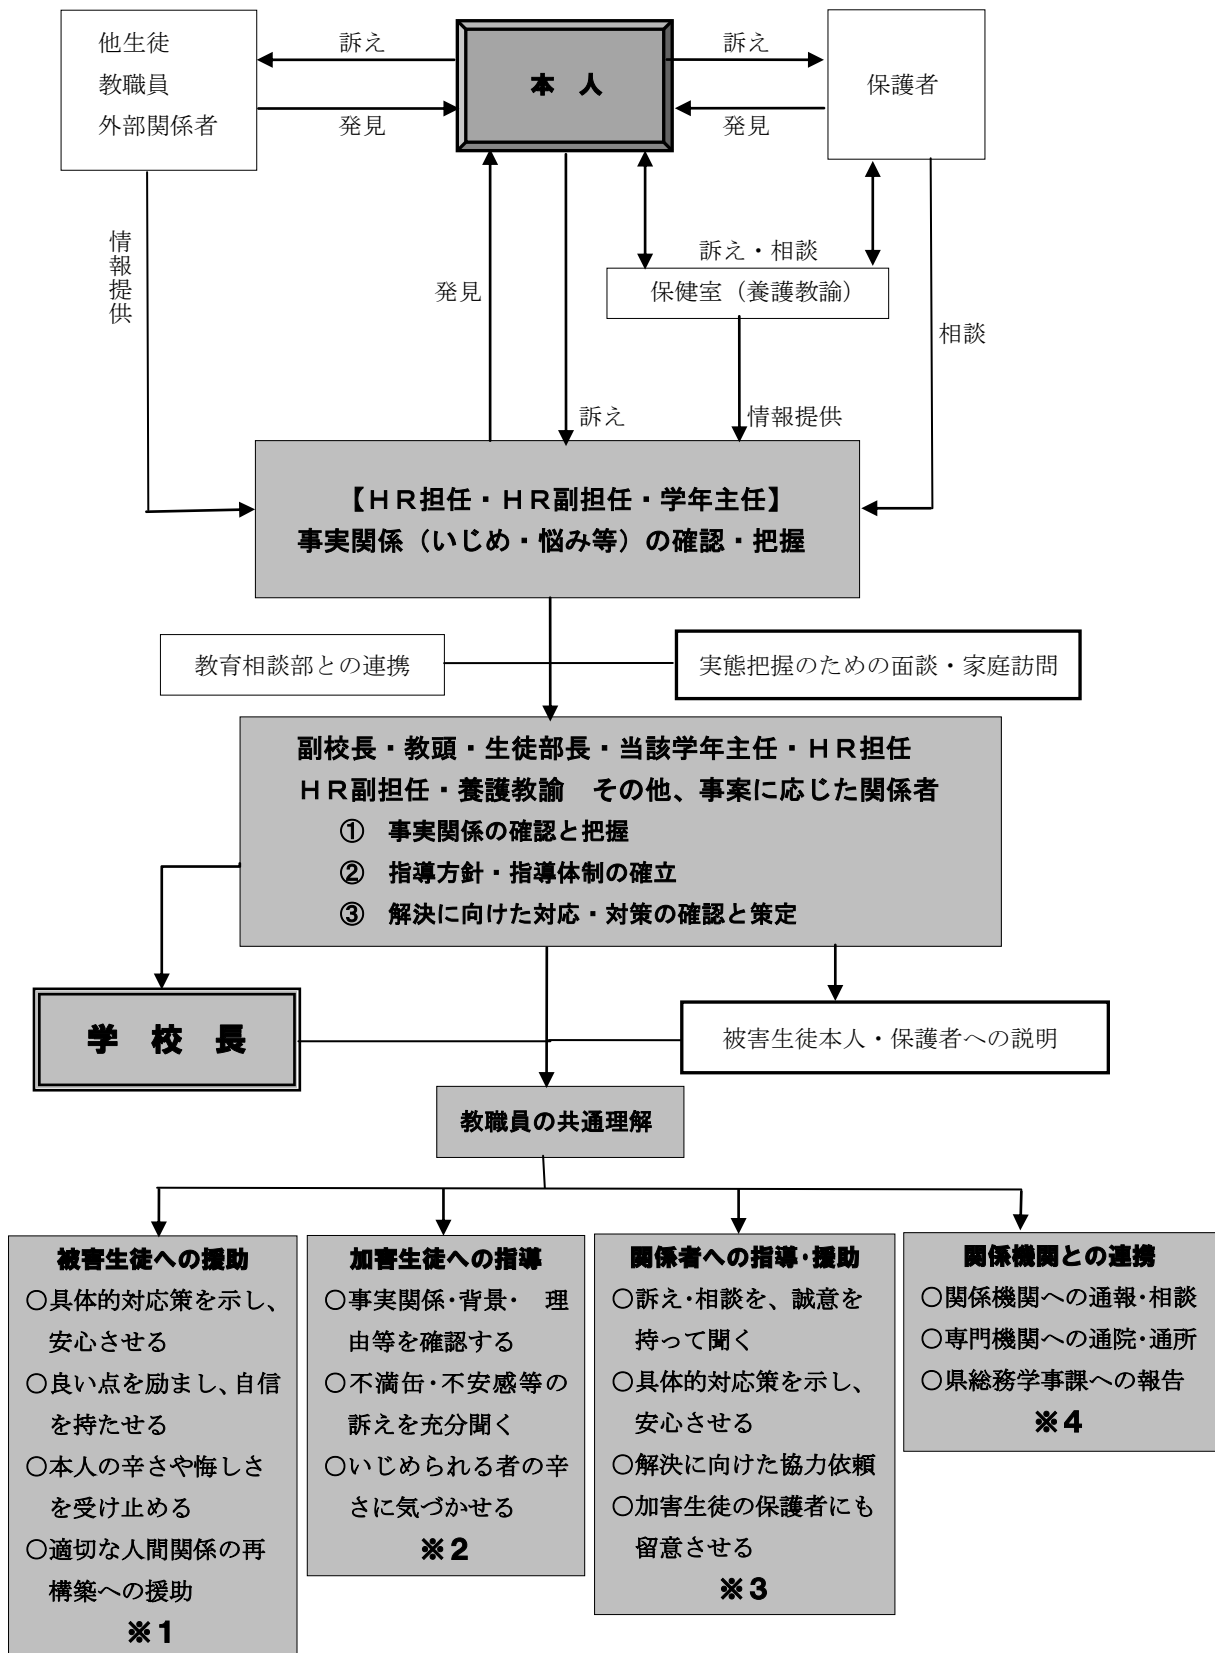 他生徒
教職員
外部関係者
訴え
発見
本　人
訴え
発見
保護者
情報提供
発見
訴え
訴え・相談
保健室（養護教諭）
情報提供
相談
【ＨＲ担任・ＨＲ副担任・学年主任】
事実関係（いじめ・悩み等）の確認・把握
教育相談部との連携
実態把握のための面談・家庭訪問
副校長・教頭・生徒部長・当該学年主任・ＨＲ担任
ＨＲ副担任・養護教諭　その他、事案に応じた関係者
①　事実関係の確認と把握
②　指導方針・指導体制の確立
③　解決に向けた対応・対策の確認と策定
学　校　長
被害生徒本人・保護者への説明
教職員の共通理解
被害生徒への援助
○具体的対応策を示し、
安心させる
○良い点を励まし、自信
を持たせる
○本人の辛さや悔しさ
を受け止める
○適切な人間関係の再
構築への援助
※１
加害生徒への指導
○事実関係・背景・　理
由等を確認する
○不満缶・不安感等の
訴えを充分聞く
○いじめられる者の辛
さに気づかせる
※２
関係者への指導・援助
○訴え・相談を、誠意を
持って聞く
○具体的対応策を示し、
安心させる
○解決に向けた協力依頼
○加害生徒の保護者にも
留意させる
※３
関係機関との連携
○関係機関への通報・相談
○専門機関への通院・通所
○県総務学事課への報告
※４